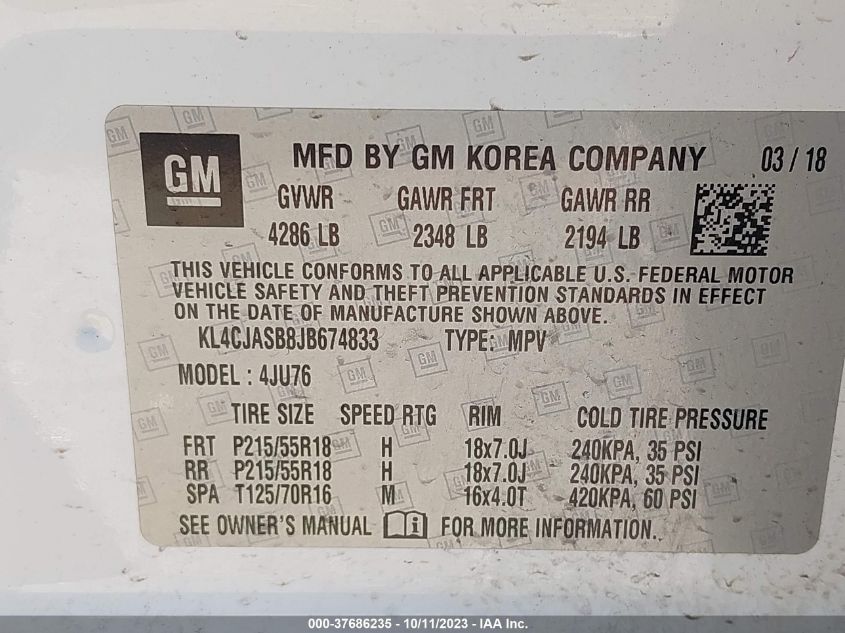 GM
MFD BY GM KOREA COMPANY 03 / 18
GVWR GAWR FRT GAWR RR
4286 LB 2348 LB 2194 LB
THIS VEHICLE CONFORMS TO ALL APPLICABLE U.S. FEDERAL MOTOR
VEHICLE SAFETY AND THEFT PREVENTION STANDARDS IN EFFECT
ON THE DATE OF MANUFACTURE SHOWN ABOVE.
KL4CJASB8JB674833 TYPE: MPV
MODEL : 4JU76
TIRE SIZE SPEED RTG RIM COLD TIRE PRESSURE
FRT P215/55R18 H 18x7.0J 240KPA, 35 PSI
RR P215/55R18 H 18x7.0J 240KPA, 35 PSI
SPA T125/70R16 M 16x4.0T 420KPA, 60 PSI
SEE OWNER'S MANUAL FOR MORE INFORMATION.
000-37686235 - 10/11/2023 - IAA Inc.